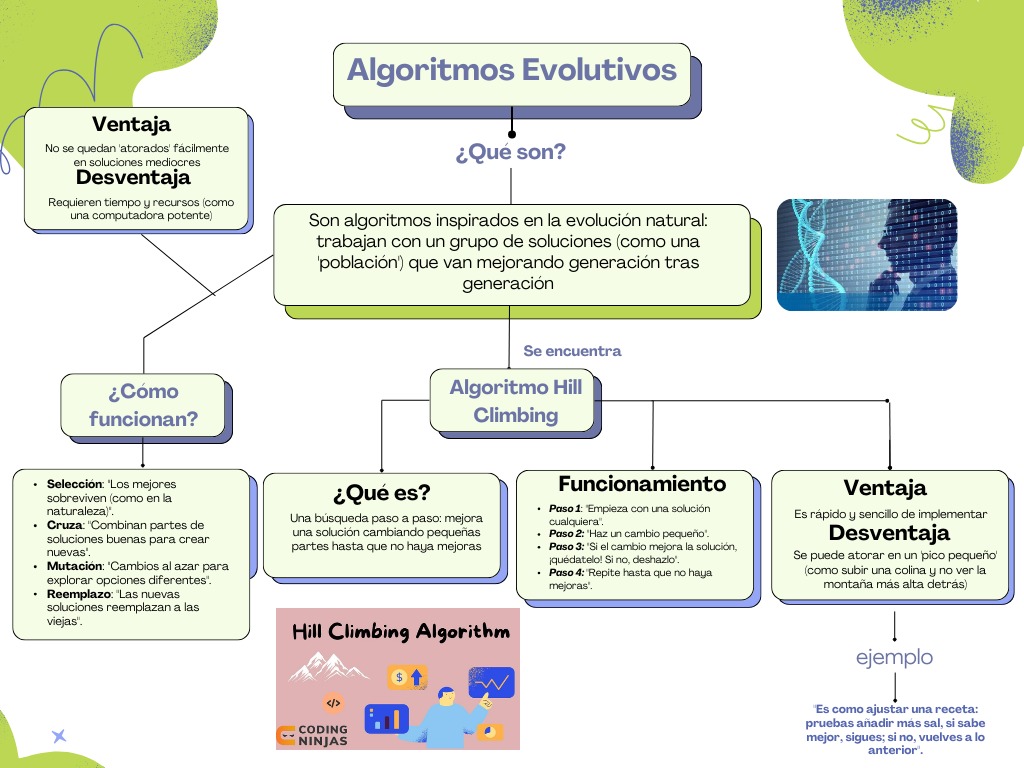 Algoritmos Evolutivos
¿Qué son?
Son algoritmos inspirados en la evolución natural:
trabajan con un grupo de soluciones (como una
'población') que van mejorando generación tras
generación
Ventaja
No se quedan 'atorados' fácilmente
en soluciones mediocres
Desventaja
Requieren tiempo y recursos (como
una computadora potente)
¿Cómo
funcionan?
• Selección: "Los mejores
sobreviven (como en la
naturaleza)".
• Cruza: "Combinan partes de
soluciones buenas para crear
nuevas".
• Mutación: "Cambios al azar para
explorar opciones diferentes".
• Reemplazo: "Las nuevas
soluciones reemplazan a las
viejas".
Se encuentra
Algoritmo Hill
Climbing
¿Qué es?
Una búsqueda paso a paso: mejora
una solución cambiando pequeñas
partes hasta que no haya mejoras
Funcionamiento
• Paso 1: "Empieza con una solución
cualquiera".
• Paso 2: "Haz un cambio pequeño".
• Paso 3: "Si el cambio mejora la solución,
¡quédatelo! Si no, deshazlo".
• Paso 4: "Repite hasta que no haya
mejoras".
Ventaja
Es rápido y sencillo de implementar
Desventaja
Se puede atorar en un 'pico pequeño'
(como subir una colina y no ver la
montaña más alta detrás)
ejemplo
"Es como ajustar una receta:
pruebas añadir más sal, si sabe
mejor, sigues; si no, vuelves a lo
anterior".
Hill Climbing Algorithm
$
</>
CODING
NINJAS